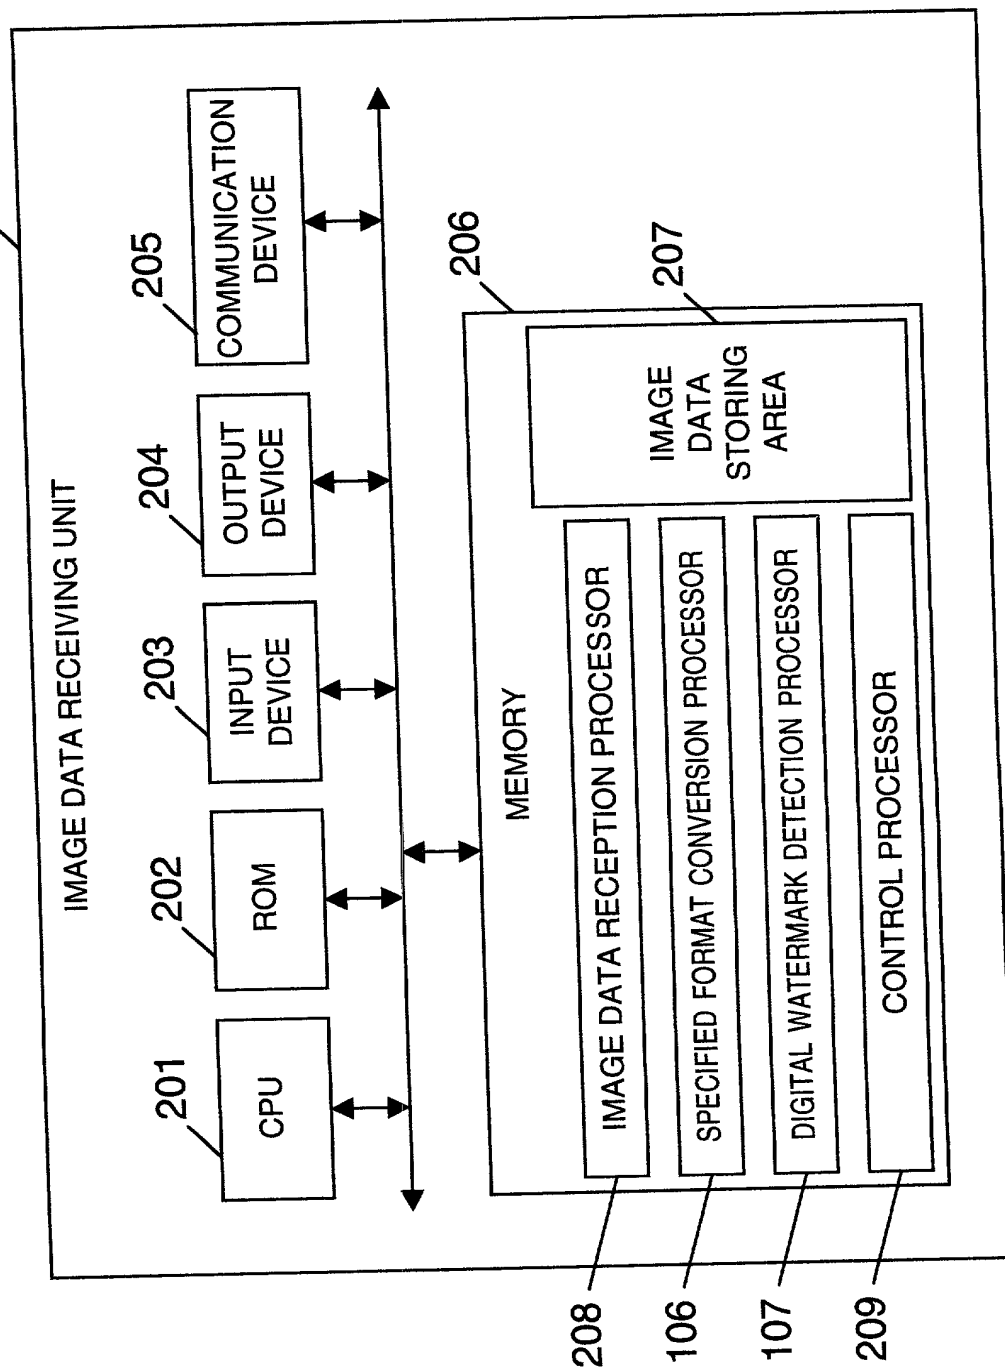 IMAGE DATA RECEIVING UNIT
201
CPU
202
ROM
203
INPUT
DEVICE
204
OUTPUT
DEVICE
205
COMMUNICATION
DEVICE
206
MEMORY
207
IMAGE
DATA
STORING
AREA
208
IMAGE DATA RECEPTION PROCESSOR
106
SPECIFIED FORMAT CONVERSION PROCESSOR
107
DIGITAL WATERMARK DETECTION PROCESSOR
209
CONTROL PROCESSOR